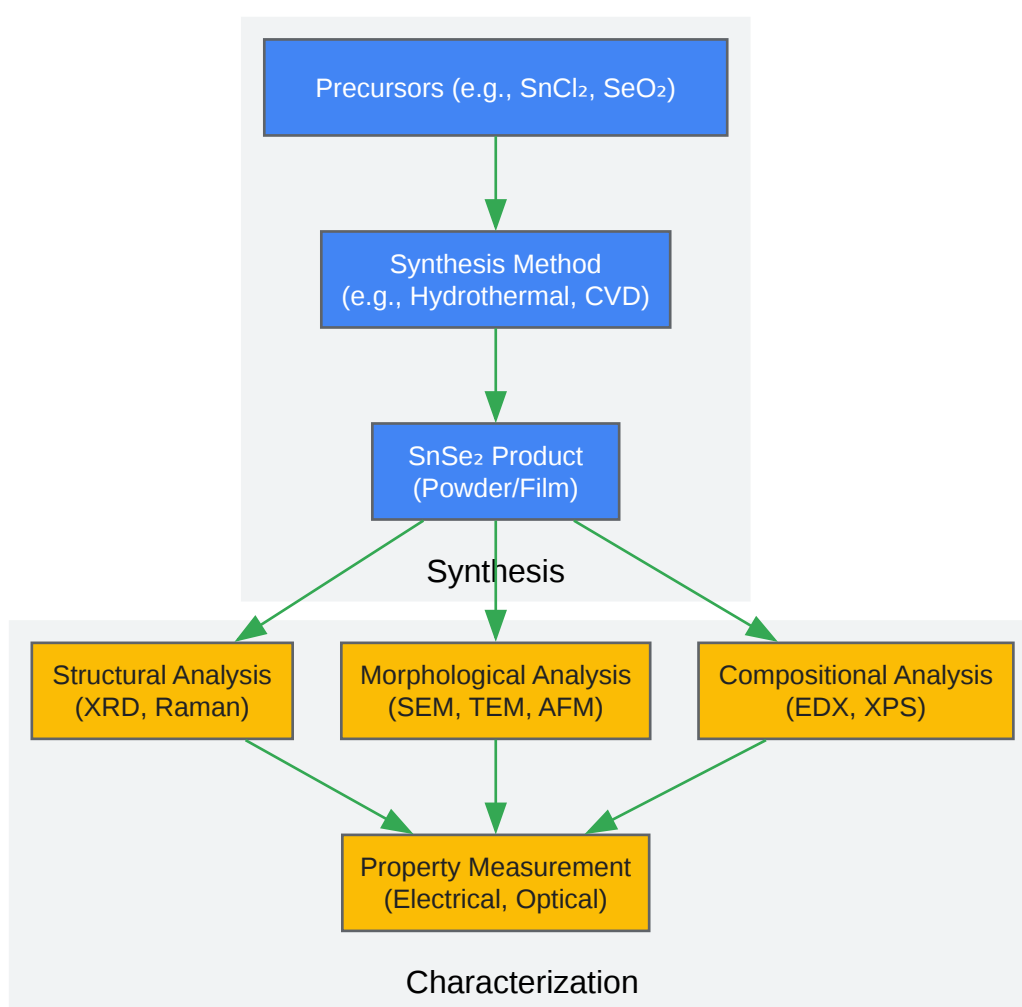 Precursors (e.g., SnCl₂, SeO₂)
Synthesis Method
(e.g., Hydrothermal, CVD)
SnSe₂ Product
(Powder/Film)
Synthesis
Structural Analysis
(XRD, Raman)
Morphological Analysis
(SEM, TEM, AFM)
Compositional Analysis
(EDX, XPS)
Property Measurement
(Electrical, Optical)
Characterization